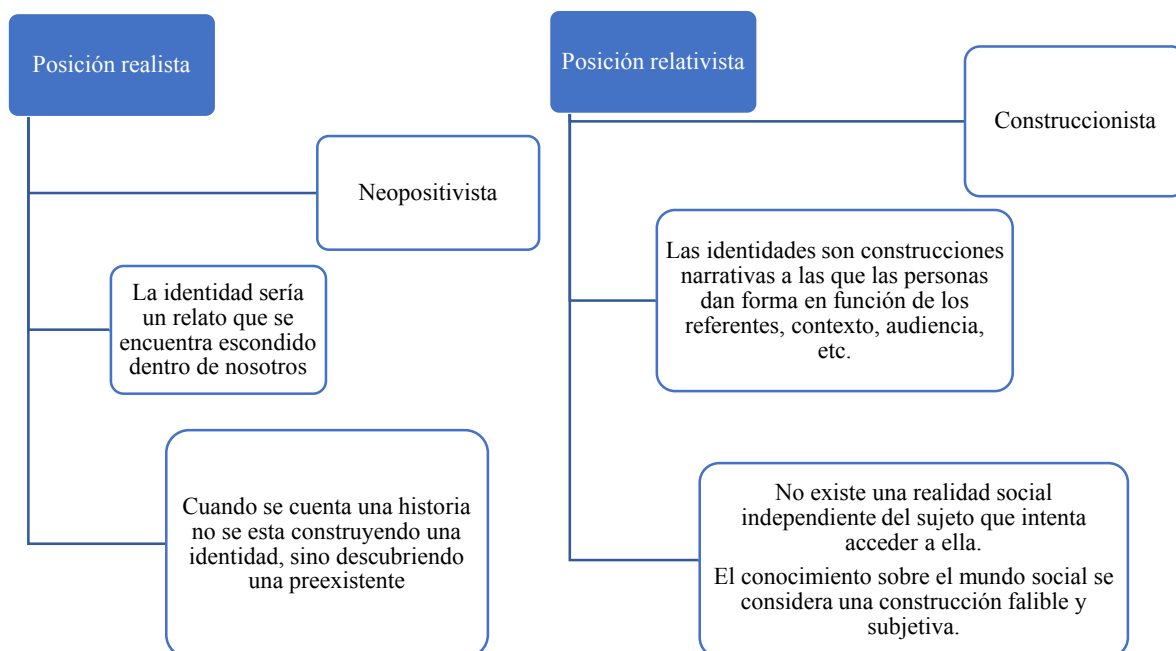 Posición realista
Neopositivista
La identidad sería
un relato que se
encuentra escondido
dentro de nosotros
Cuando se cuenta una historia
no se esta construyendo una
identidad, sino descubriendo
una preexistente
Posición relativista
Construccionista
Las identidades son construcciones
narrativas a las que las personas
dan forma en función de los
referentes, contexto, audiencia,
etc.
No existe una realidad social
independiente del sujeto que intenta
acceder a ella.
El conocimiento sobre el mundo social se
considera una construcción falible y
subjetiva.